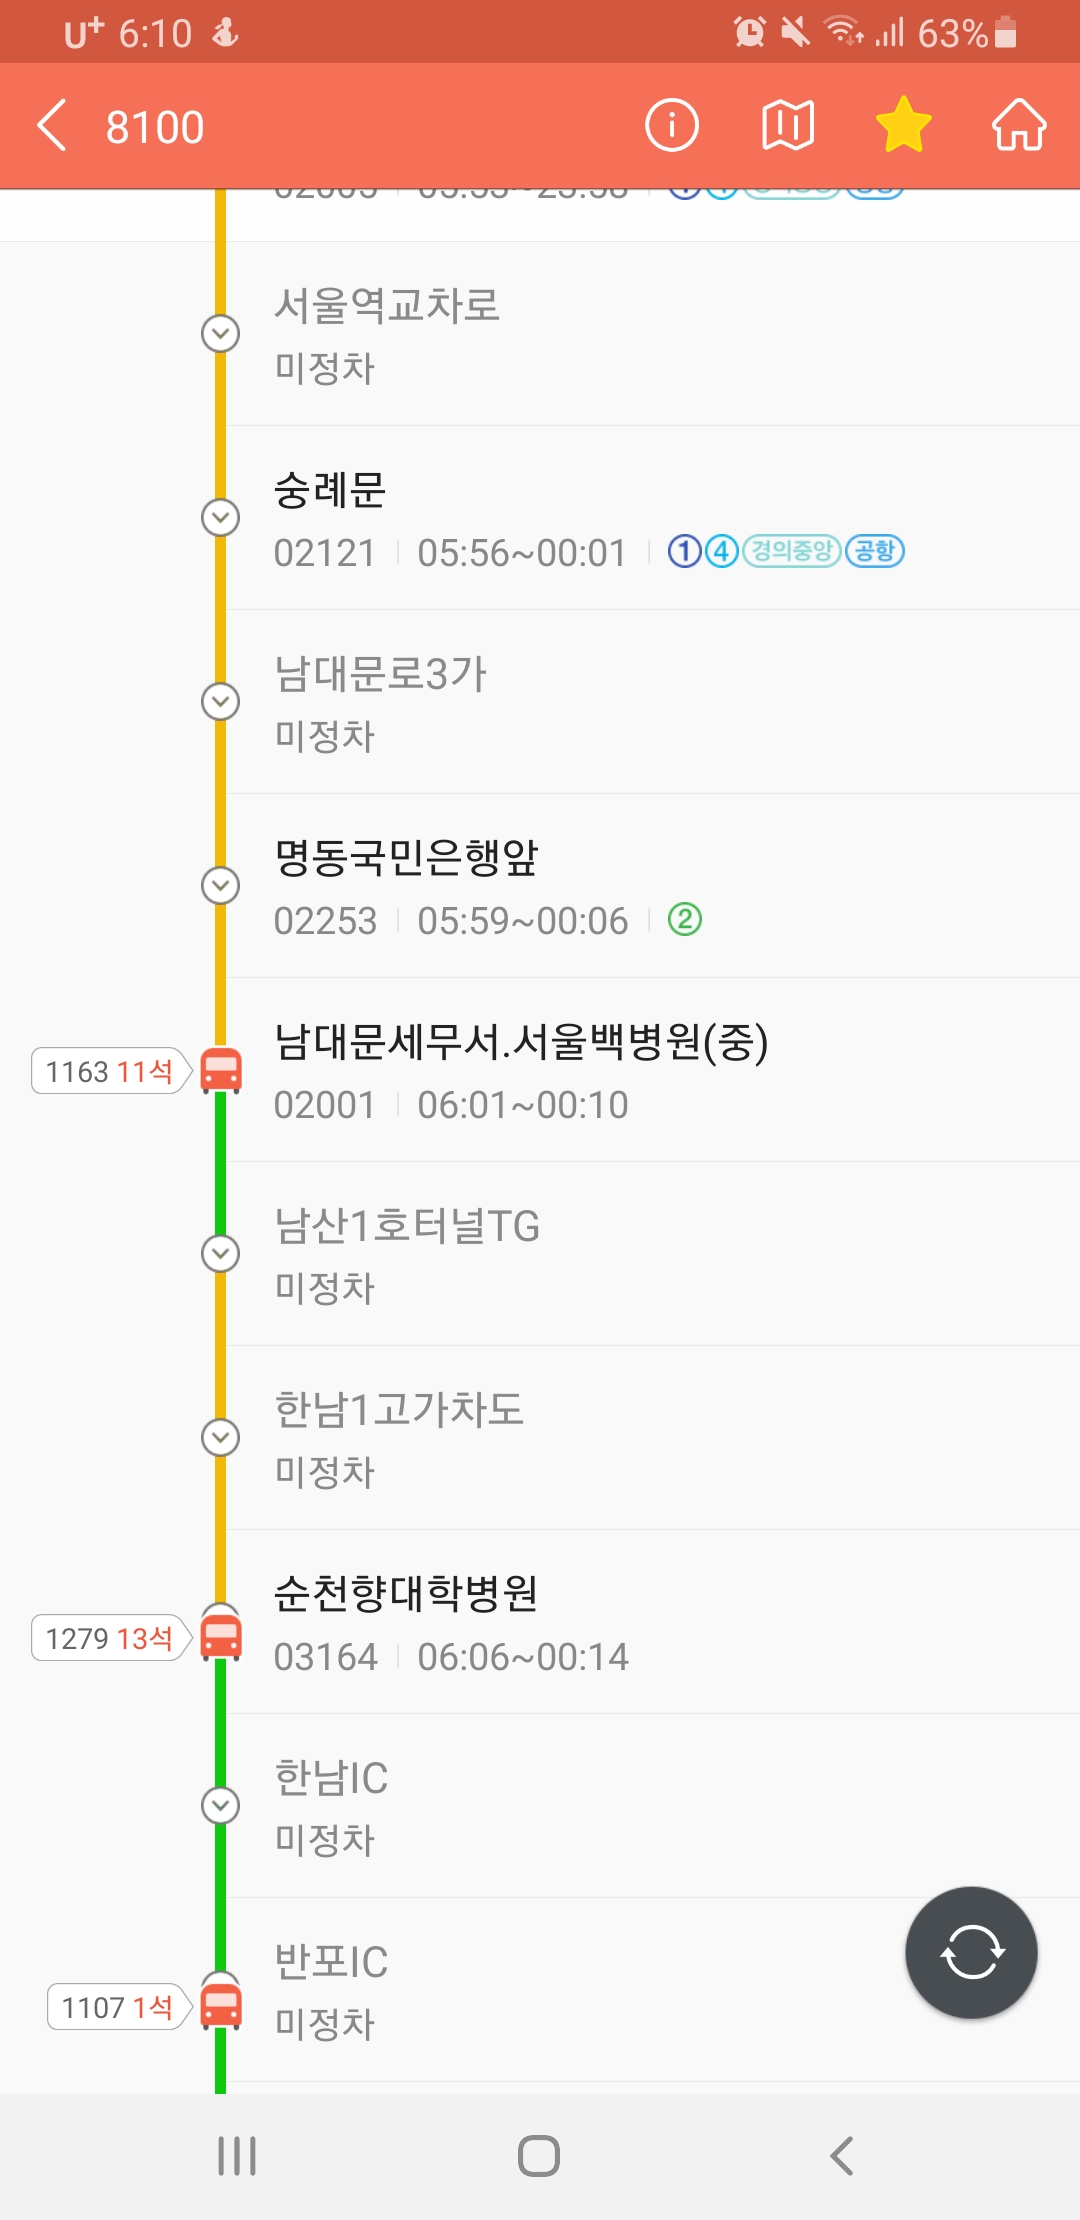 U+ 6:10 63%
8100
서울역교차로
미정차
숭례문
02121 05:56~00:01 1 4 경의중앙 공항
남대문로3가
미정차
명동국민은행앞
02253 05:59~00:06 2
1163 11석
남대문세무서.서울백병원(중)
02001 06:01~00:10
남산1호터널TG
미정차
한남1고가차도
미정차
1279 13석
순천향대학병원
03164 06:06~00:14
한남IC
미정차
1107 1석
반포IC
미정차